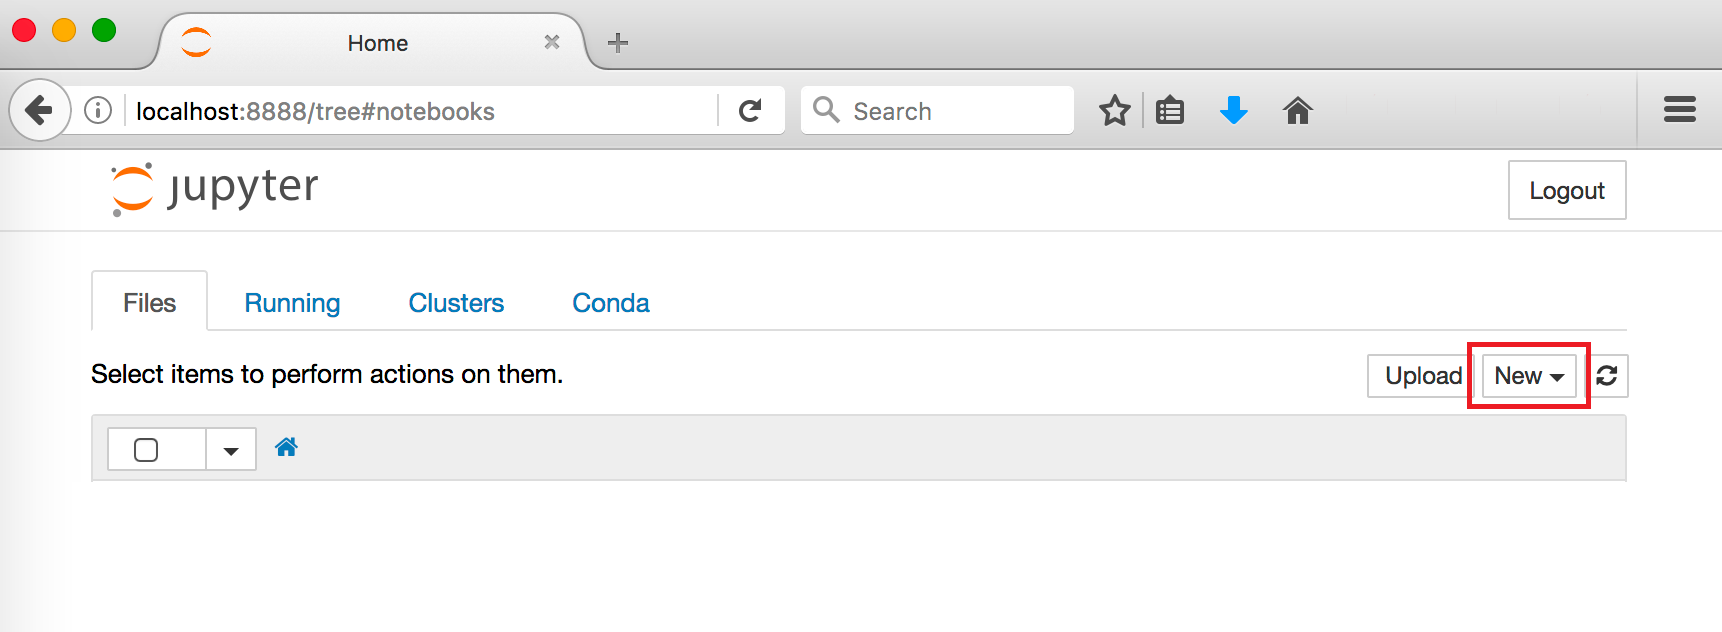 Home
localhost:8888/tree#notebooks
Search
jupyter
Logout
Files Running Clusters Conda
Select items to perform actions on them.
Upload New